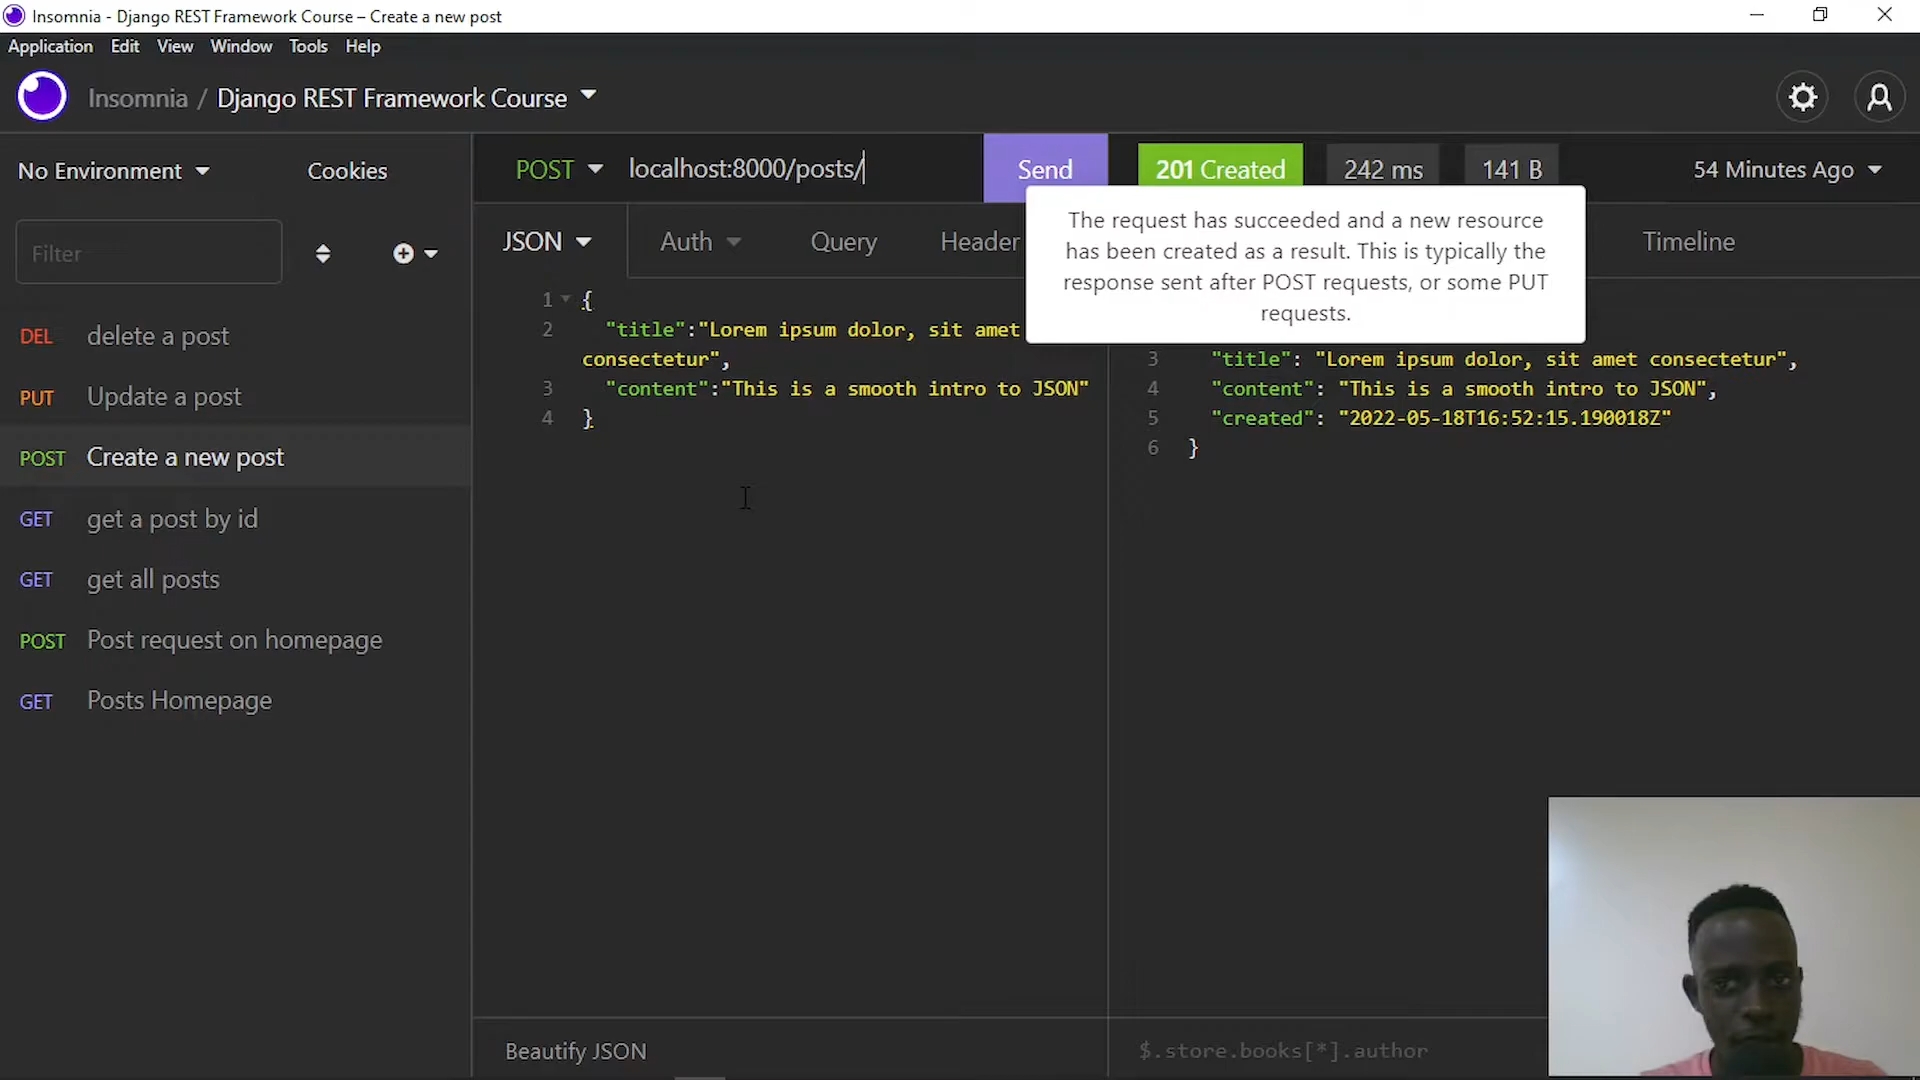 Insomnia - Django REST Framework Course – Create a new post
Application Edit View Window Tools Help
Insomnia / Django REST Framework Course
No Environment Cookies
POST localhost:8000/posts/ Send 201 Created 242 ms 141 B 54 Minutes Ago
Filter
JSON Auth Query Header Timeline
The request has succeeded and a new resource
has been created as a result. This is typically the
response sent after POST requests, or some PUT
requests.
DEL delete a post
PUT Update a post
POST Create a new post
GET get a post by id
GET get all posts
POST Post request on homepage
GET Posts Homepage
1 {
2 "title":"Lorem ipsum dolor, sit amet
consectetur",
3 "content":"This is a smooth intro to JSON"
4 }
3 "title": "Lorem ipsum dolor, sit amet consectetur",
4 "content": "This is a smooth intro to JSON",
5 "created": "2022-05-18T16:52:15.190018Z"
6 }
Beautify JSON
$.store.books[*].author